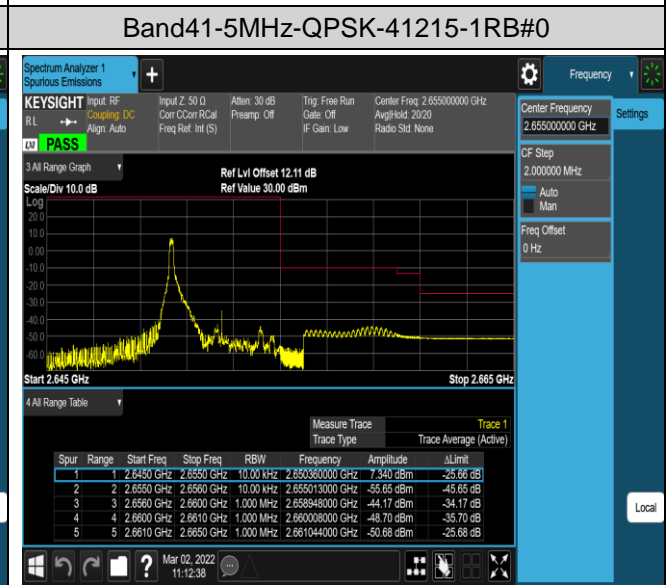 Band41-5MHz-QPSK-41215-1RB#0
Spectrum Analyzer 1
Spurious Emissions
+
Frequency
KEYSIGHT Input: RF Input Z: 50 Ω Atten: 30 dB Trig: Free Run Center Freq: 2.655000000 GHz
RL Coupling: DC Corr CCorr RCal Preamp: Off Gate: Off Avg|Hold: 20/20
Align: Auto Freq Ref: Int (S) IF Gain: Low Radio Std: None
LXI PASS
Center Frequency
2.655000000 GHz
Settings
CF Step
2.000000 MHz
Auto
Man
Freq Offset
0 Hz
3 All Range Graph
Ref Lvl Offset 12.11 dB
Scale/Div 10.0 dB Ref Value 30.00 dBm
Log
20.0
10.0
0.00
-10.0
-20.0
-30.0
-40.0
-50.0
-60.0
Start 2.645 GHz Stop 2.665 GHz
4 All Range Table
Measure Trace Trace 1
Trace Type Trace Average (Active)
Spur Range Start Freq Stop Freq RBW Frequency Amplitude ΔLimit
1 1 2.6450 GHz 2.6550 GHz 10.00 kHz 2.650360000 GHz 7.340 dBm -25.66 dB
2 2 2.6550 GHz 2.6560 GHz 10.00 kHz 2.655013000 GHz -55.65 dBm -45.65 dB
3 3 2.6560 GHz 2.6600 GHz 1.000 MHz 2.658948000 GHz -44.17 dBm -34.17 dB
4 4 2.6600 GHz 2.6610 GHz 1.000 MHz 2.660008000 GHz -48.70 dBm -35.70 dB
5 5 2.6610 GHz 2.6650 GHz 1.000 MHz 2.661044000 GHz -50.68 dBm -25.68 dB
Local
? Mar 02, 2022
11:12:38